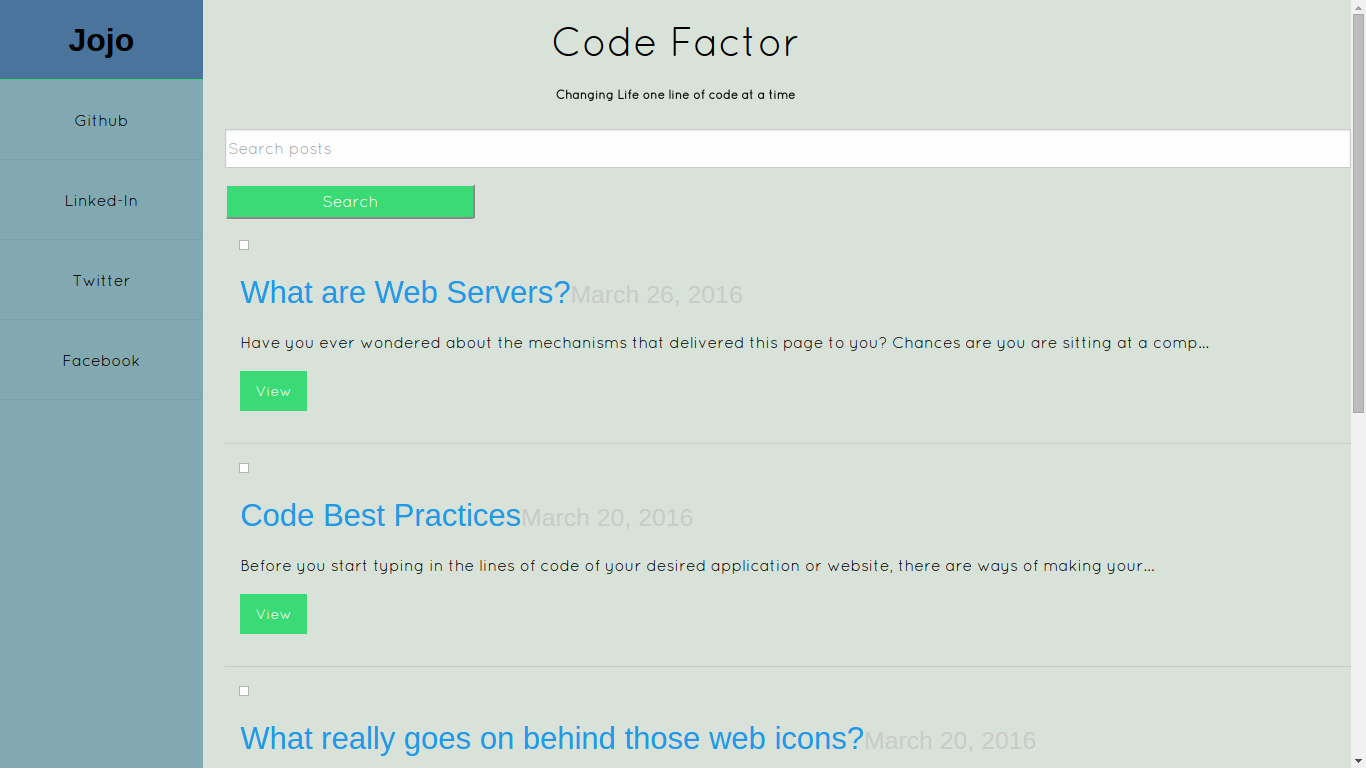 Jojo
Github
Linked-In
Twitter
Facebook
Code Factor
Changing Life one line of code at a time
Search posts
Search
What are Web Servers?March 26, 2016
Have you ever wondered about the mechanisms that delivered this page to you? Chances are you are sitting at a comp...
View
Code Best PracticesMarch 20, 2016
Before you start typing in the lines of code of your desired application or website, there are ways of making your...
View
What really goes on behind those web icons?March 20, 2016